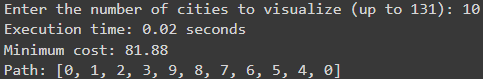 Enter the number of cities to visualize (up to 131): 10
Execution time: 0.02 seconds
Minimum cost: 81.88
Path: [0, 1, 2, 3, 9, 8, 7, 6, 5, 4, 0]